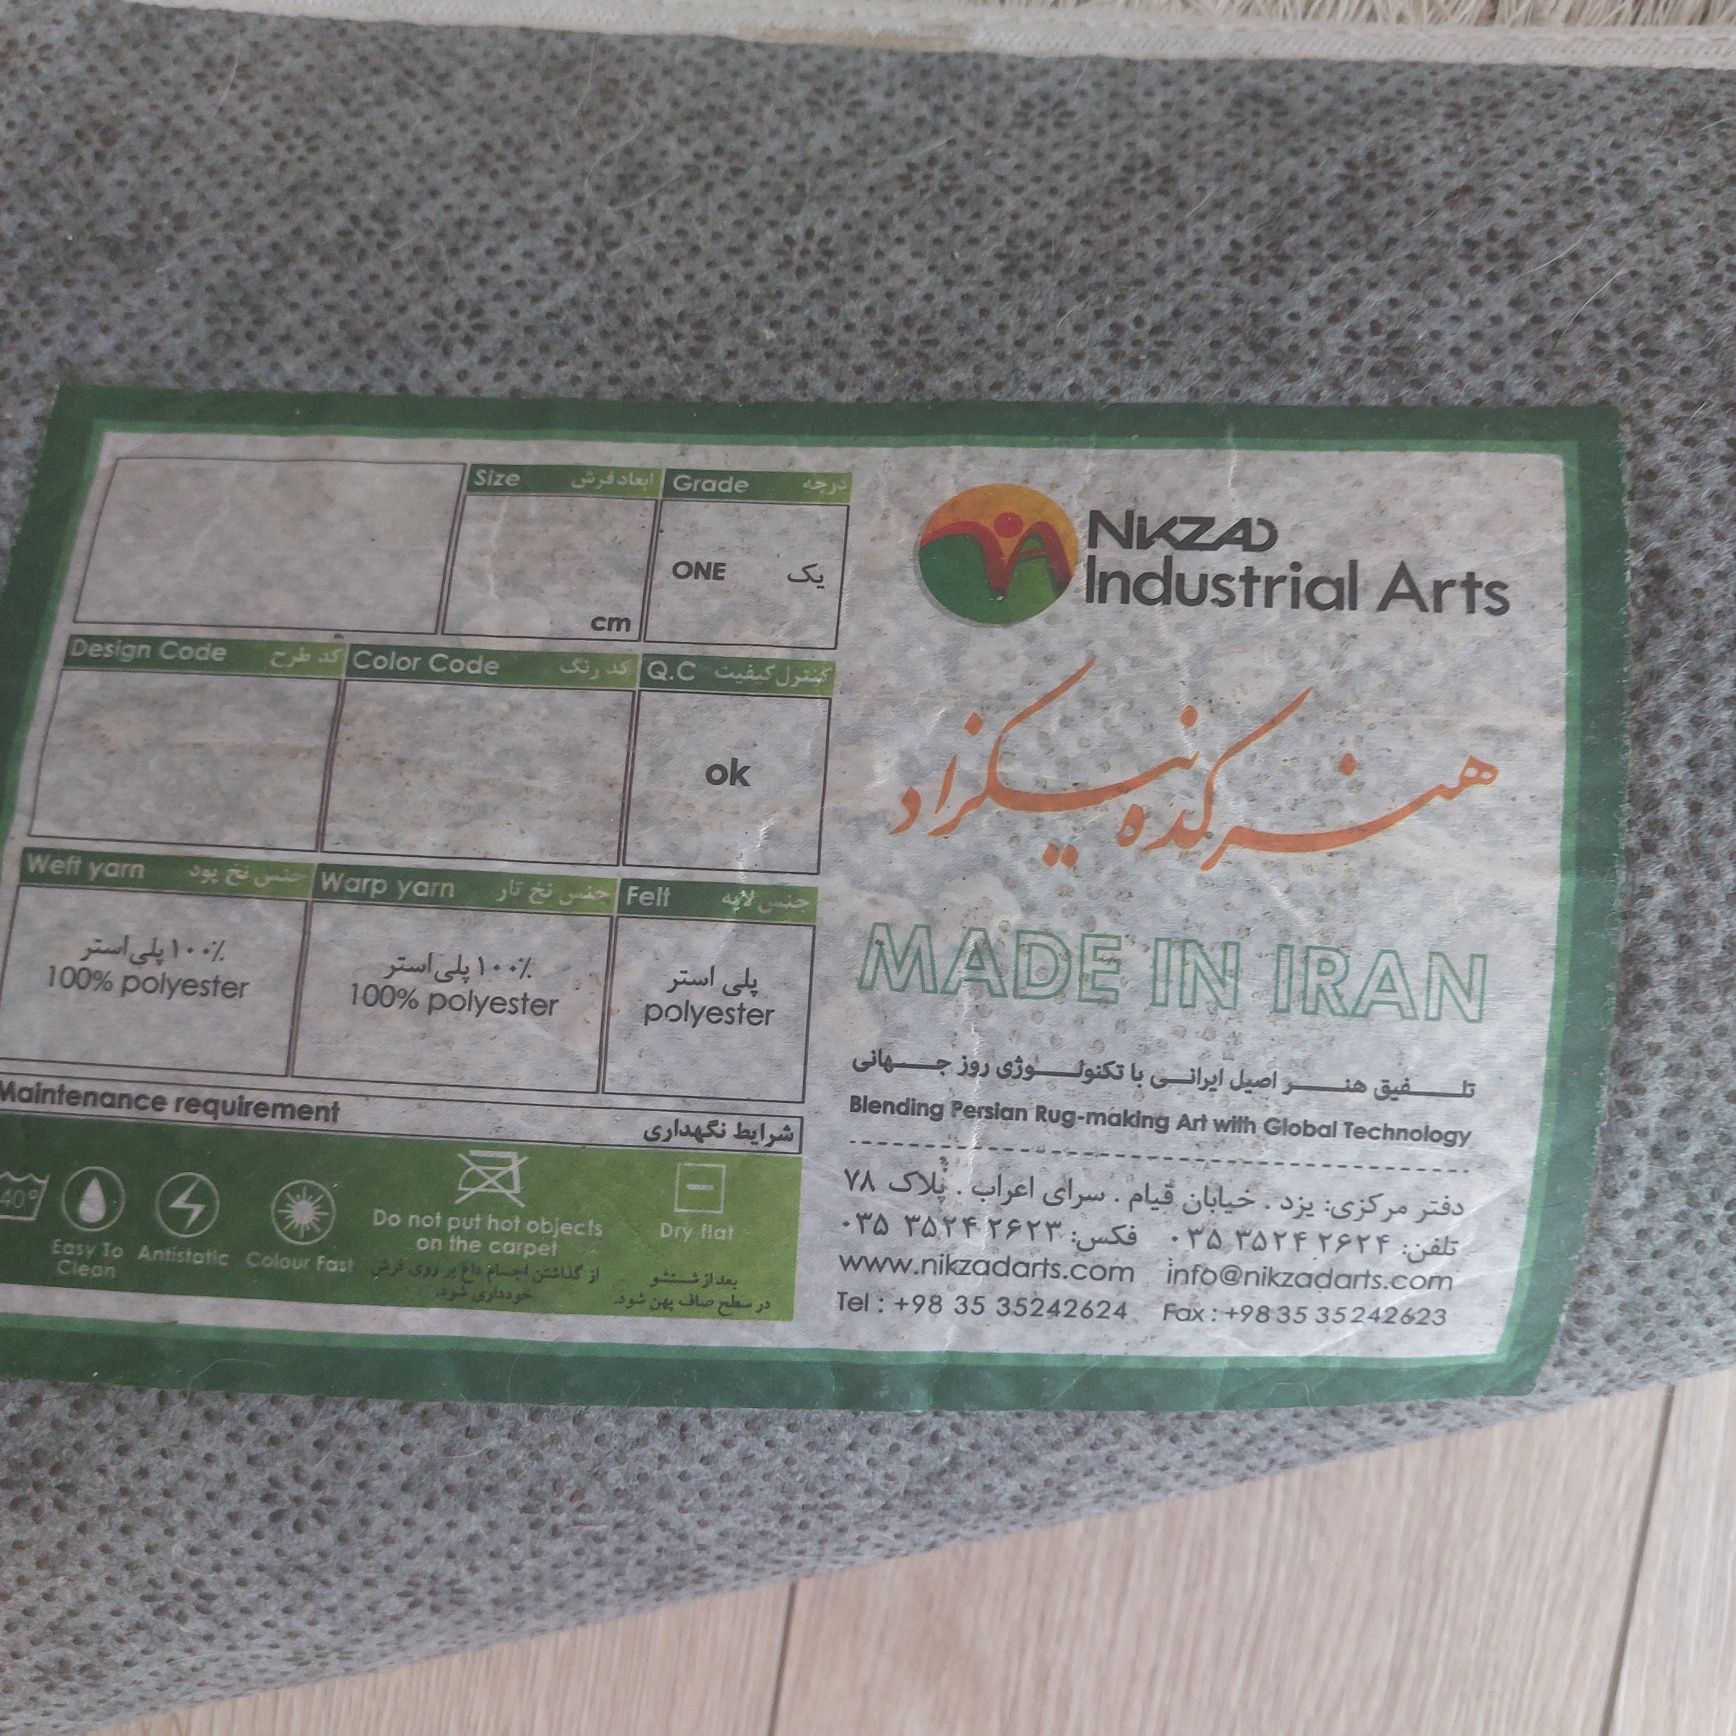 NIKZAD
Industrial Arts
هنرکده نیکزاد
MADE IN IRAN
تلفیق هنر اصیل ایرانی با تکنولوژی روز جهانی
Blending Persian Rug-making Art with Global Technology
دفتر مرکزی: یزد . خیابان قیام . سرای اعراب . پلاک ۷۸
تلفن: ۰۳۵ ۳۵۲۴۲۶۲۴ فکس: ۰۳۵ ۳۵۲۴۲۶۲۳
www.nikzadarts.com info@nikzadarts.com
Tel : +98 35 35242624 Fax : +98 35 35242623
Size ابعاد فرش Grade درجه
ONE یک
cm
Design Code کد طرح Color Code کد رنگ Q.C کنترل کیفیت
ok
Weft yarn جنس نخ پود Warp yarn جنس نخ تار Felt جنس لایه
۱۰۰٪ پلی استر ۱۰۰٪ پلی استر پلی استر
100% polyester 100% polyester polyester
Maintenance requirement شرایط نگهداری
40°
Easy To
Clean
Antistatic
Colour Fast
Do not put hot objects
on the carpet
از گذاشتن اجسام داغ بر روی فرش
خودداری شود.
Dry flat
بعد از شستشو
در سطح صاف پهن شود.